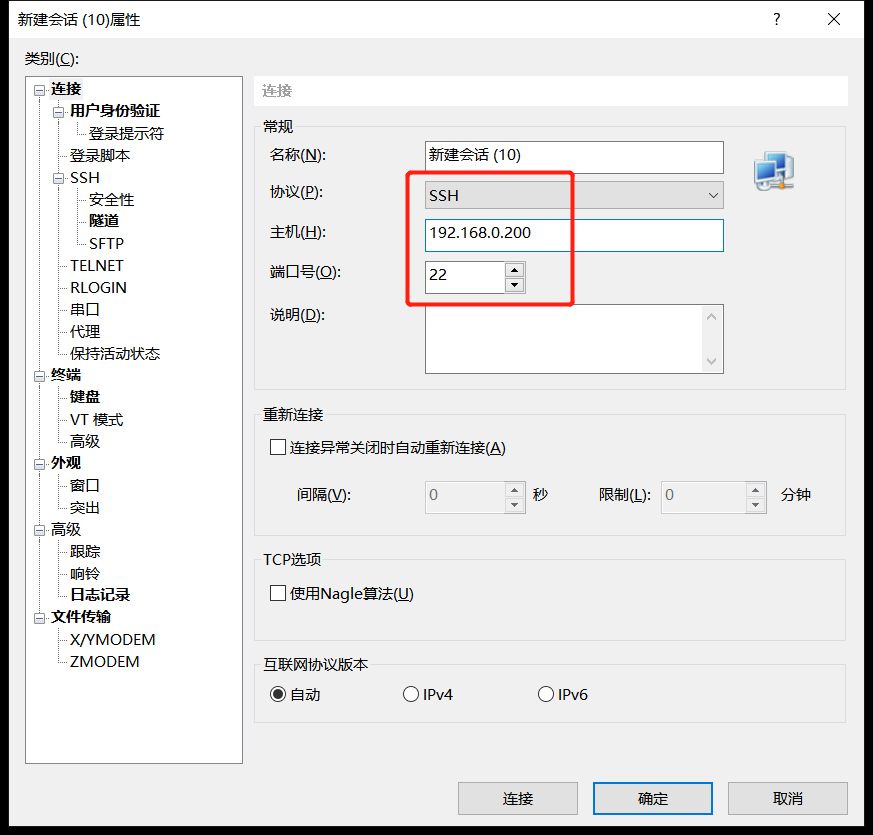 新建会话 (10)属性
?
类别(C):
连接
用户身份验证
登录提示符
登录脚本
SSH
安全性
隧道
SFTP
TELNET
RLOGIN
串口
代理
保持活动状态
终端
键盘
VT 模式
高级
外观
窗口
突出
高级
跟踪
响铃
日志记录
文件传输
X/YMODEM
ZMODEM
连接
常规
名称(N): 新建会话 (10)
协议(P): SSH
主机(H): 192.168.0.200
端口号(O): 22
说明(D):
重新连接
连接异常关闭时自动重新连接(A)
间隔(V): 0 秒 限制(L): 0 分钟
TCP选项
使用Nagle算法(U)
互联网协议版本
自动 IPv4 IPv6
连接 确定 取消